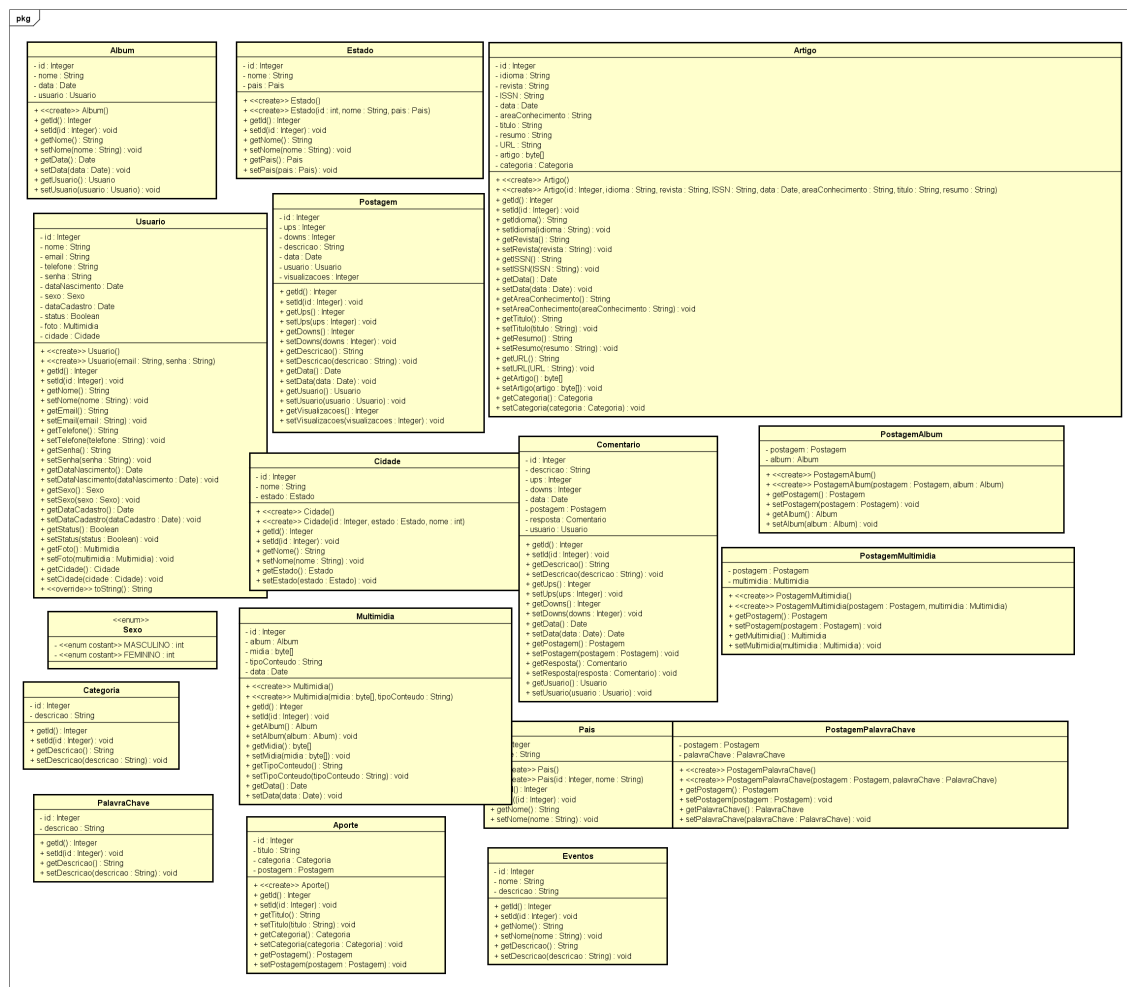 pkg
Album
- id : Integer
- nome : String
- data : Date
- usuario : Usuario
+ <<create>> Album()
+ getId() : Integer
+ setId(id : Integer) : void
+ getNome() : String
+ setNome(nome : String) : void
+ getData() : Date
+ setData(data : Date) : void
+ getUsuario() : Usuario
+ setUsuario(usuario : Usuario) : void
Estado
- id : Integer
- nome : String
- pais : Pais
+ <<create>> Estado()
+ <<create>> Estado(id : int, nome : String, pais : Pais)
+ getId() : Integer
+ setId(id : Integer) : void
+ getNome() : String
+ setNome(nome : String) : void
+ getPais() : Pais
+ setPais(pais : Pais) : void
Artigo
- id : Integer
- idioma : String
- revista : String
- ISSN : String
- data : Date
- areaConhecimento : String
- titulo : String
- resumo : String
- URL : String
- artigo : byte[]
- categoria : Categoria
+ <<create>> Artigo()
+ <<create>> Artigo(id : Integer, idioma : String, revista : String, ISSN : String, data : Date, areaConhecimento : String, titulo : String, resumo : String)
+ getId() : Integer
+ setId(id : Integer) : void
+ getIdioma() : String
+ setIdioma(idioma : String) : void
+ getRevista() : String
+ setRevista(revista : String) : void
+ getISSN() : String
+ setISSN(ISSN : String) : void
+ getData() : Date
+ setData(data : Date) : void
+ getAreaConhecimento() : String
+ setAreaConhecimento(areaConhecimento : String) : void
+ getTitulo() : String
+ setTitulo(titulo : String) : void
+ getResumo() : String
+ setResumo(resumo : String) : void
+ getURL() : String
+ setURL(URL : String) : void
+ getArtigo() : byte[]
+ setArtigo(artigo : byte[]) : void
+ getCategoria() : Categoria
+ setCategoria(categoria : Categoria) : void
Usuario
- id : Integer
- nome : String
- email : String
- telefone : String
- senha : String
- dataNascimento : Date
- sexo : Sexo
- dataCadastro : Date
- status : Boolean
- foto : Multimidia
- cidade : Cidade
+ <<create>> Usuario()
+ <<create>> Usuario(email : String, senha : String)
+ getId() : Integer
+ setId(id : Integer) : void
+ getNome() : String
+ setNome(nome : String) : void
+ getEmail() : String
+ setEmail(email : String) : void
+ getTelefone() : String
+ setTelefone(telefone : String) : void
+ getSenha() : String
+ setSenha(senha : String) : void
+ getDataNascimento() : Date
+ setDataNascimento(dataNascimento : Date) : void
+ getSexo() : Sexo
+ setSexo(sexo : Sexo) : void
+ getDataCadastro() : Date
+ setDataCadastro(dataCadastro : Date) : void
+ getStatus() : Boolean
+ setStatus(status : Boolean) : void
+ getFoto() : Multimidia
+ setFoto(multimidia : Multimidia) : void
+ getCidade() : Cidade
+ setCidade(cidade : Cidade) : void
+ <<override>> toString() : String
Postagem
- id : Integer
- ups : Integer
- downs : Integer
- descricao : String
- data : Date
- usuario : Usuario
- visualizacoes : Integer
+ getId() : Integer
+ setId(id : Integer) : void
+ getUps() : Integer
+ setUps(ups : Integer) : void
+ getDowns() : Integer
+ setDowns(downs : Integer) : void
+ getDescricao() : String
+ setDescricao(descricao : String) : void
+ getData() : Date
+ setData(data : Date) : void
+ getUsuario() : Usuario
+ setUsuario(usuario : Usuario) : void
+ getVisualizacoes() : Integer
+ setVisualizacoes(visualizacoes : Integer) : void
Cidade
- id : Integer
- nome : String
- estado : Estado
+ <<create>> Cidade()
+ <<create>> Cidade(id : Integer, estado : Estado, nome : int)
+ getId() : Integer
+ setId(id : Integer) : void
+ getNome() : String
+ setNome(nome : String) : void
+ getEstado() : Estado
+ setEstado(estado : Estado) : void
Comentario
- id : Integer
- descricao : String
- ups : Integer
- downs : Integer
- data : Date
- postagem : Postagem
- resposta : Comentario
- usuario : Usuario
+ getId() : Integer
+ setId(id : Integer) : void
+ getDescricao() : String
+ setDescricao(descricao : String) : void
+ getUps() : Integer
+ setUps(ups : Integer) : void
+ getDowns() : Integer
+ setDowns(downs : Integer) : void
+ getData() : Date
+ setData(data : Date) : Date
+ getPostagem() : Postagem
+ setPostagem(postagem : Postagem) : void
+ getResposta() : Comentario
+ setResposta(resposta : Comentario) : void
+ getUsuario() : Usuario
+ setUsuario(usuario : Usuario) : void
PostagemAlbum
- postagem : Postagem
- album : Album
+ <<create>> PostagemAlbum()
+ <<create>> PostagemAlbum(postagem : Postagem, album : Album)
+ getPostagem() : Postagem
+ setPostagem(postagem : Postagem) : void
+ getAlbum() : Album
+ setAlbum(album : Album) : void
PostagemMultimidia
- postagem : Postagem
- multimidia : Multimidia
+ <<create>> PostagemMultimidia()
+ <<create>> PostagemMultimidia(postagem : Postagem, multimidia : Multimidia)
+ getPostagem() : Postagem
+ setPostagem(postagem : Postagem) : void
+ getMultimidia() : Multimidia
+ setMultimidia(multimidia : Multimidia) : void
<<enum>>
Sexo
- <<enum costant>> MASCULINO : int
- <<enum costant>> FEMININO : int
Multimidia
- id : Integer
- album : Album
- midia : byte[]
- tipoConteudo : String
- data : Date
+ <<create>> Multimidia()
+ <<create>> Multimidia(midia : byte[], tipoConteudo : String)
+ getId() : Integer
+ setId(id : Integer) : void
+ getAlbum() : Album
+ setAlbum(album : Album) : void
+ getMidia() : byte[]
+ setMidia(midia : byte[]) : void
+ getTipoConteudo() : String
+ setTipoConteudo(tipoConteudo : String) : void
+ getData() : Date
+ setData(data : Date) : void
Categoria
- id : Integer
- descricao : String
+ getId() : Integer
+ setId(id : Integer) : void
+ getDescricao() : String
+ setDescricao(descricao : String) : void
Pais
: String
Pais()
Pais(id : Integer, nome : String)
() : Integer
(id : Integer) : void
+ getNome() : String
+ setNome(nome : String) : void
PostagemPalavraChave
- postagem : Postagem
- palavraChave : PalavraChave
+ <<create>> PostagemPalavraChave()
+ <<create>> PostagemPalavraChave(postagem : Postagem, palavraChave : PalavraChave)
+ getPostagem() : Postagem
+ setPostagem(postagem : Postagem) : void
+ getPalavraChave() : PalavraChave
+ setPalavraChave(palavraChave : PalavraChave) : void
PalavraChave
- id : Integer
- descricao : String
+ getId() : Integer
+ setId(id : Integer) : void
+ getDescricao() : String
+ setDescricao(descricao : String) : void
Aporte
- id : Integer
- titulo : String
- categoria : Categoria
- postagem : Postagem
+ <<create>> Aporte()
+ getId() : Integer
+ setId(id : Integer) : void
+ getTitulo() : String
+ setTitulo(titulo : String) : void
+ getCategoria() : Categoria
+ setCategoria(categoria : Categoria) : void
+ getPostagem() : Postagem
+ setPostagem(postagem : Postagem) : void
Eventos
- id : Integer
- nome : String
- descricao : String
+ getId() : Integer
+ setId(id : Integer) : void
+ getNome() : String
+ setNome(nome : String) : void
+ getDescricao() : String
+ setDescricao(descricao : String) : void